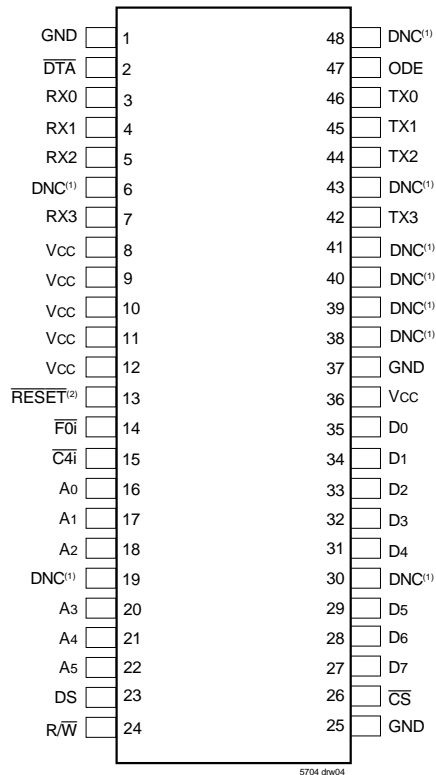 GND 1 48 DNC(1)
DTA 2 47 ODE
RX0 3 46 TX0
RX1 4 45 TX1
RX2 5 44 TX2
DNC(1) 6 43 DNC(1)
RX3 7 42 TX3
VCC 8 41 DNC(1)
VCC 9 40 DNC(1)
VCC 10 39 DNC(1)
VCC 11 38 DNC(1)
VCC 12 37 GND
RESET(2) 13 36 VCC
F0i 14 35 D0
C4i 15 34 D1
A0 16 33 D2
A1 17 32 D3
A2 18 31 D4
DNC(1) 19 30 DNC(1)
A3 20 29 D5
A4 21 28 D6
A5 22 27 D7
DS 23 26 CS
R/W 24 25 GND
5704 drw04